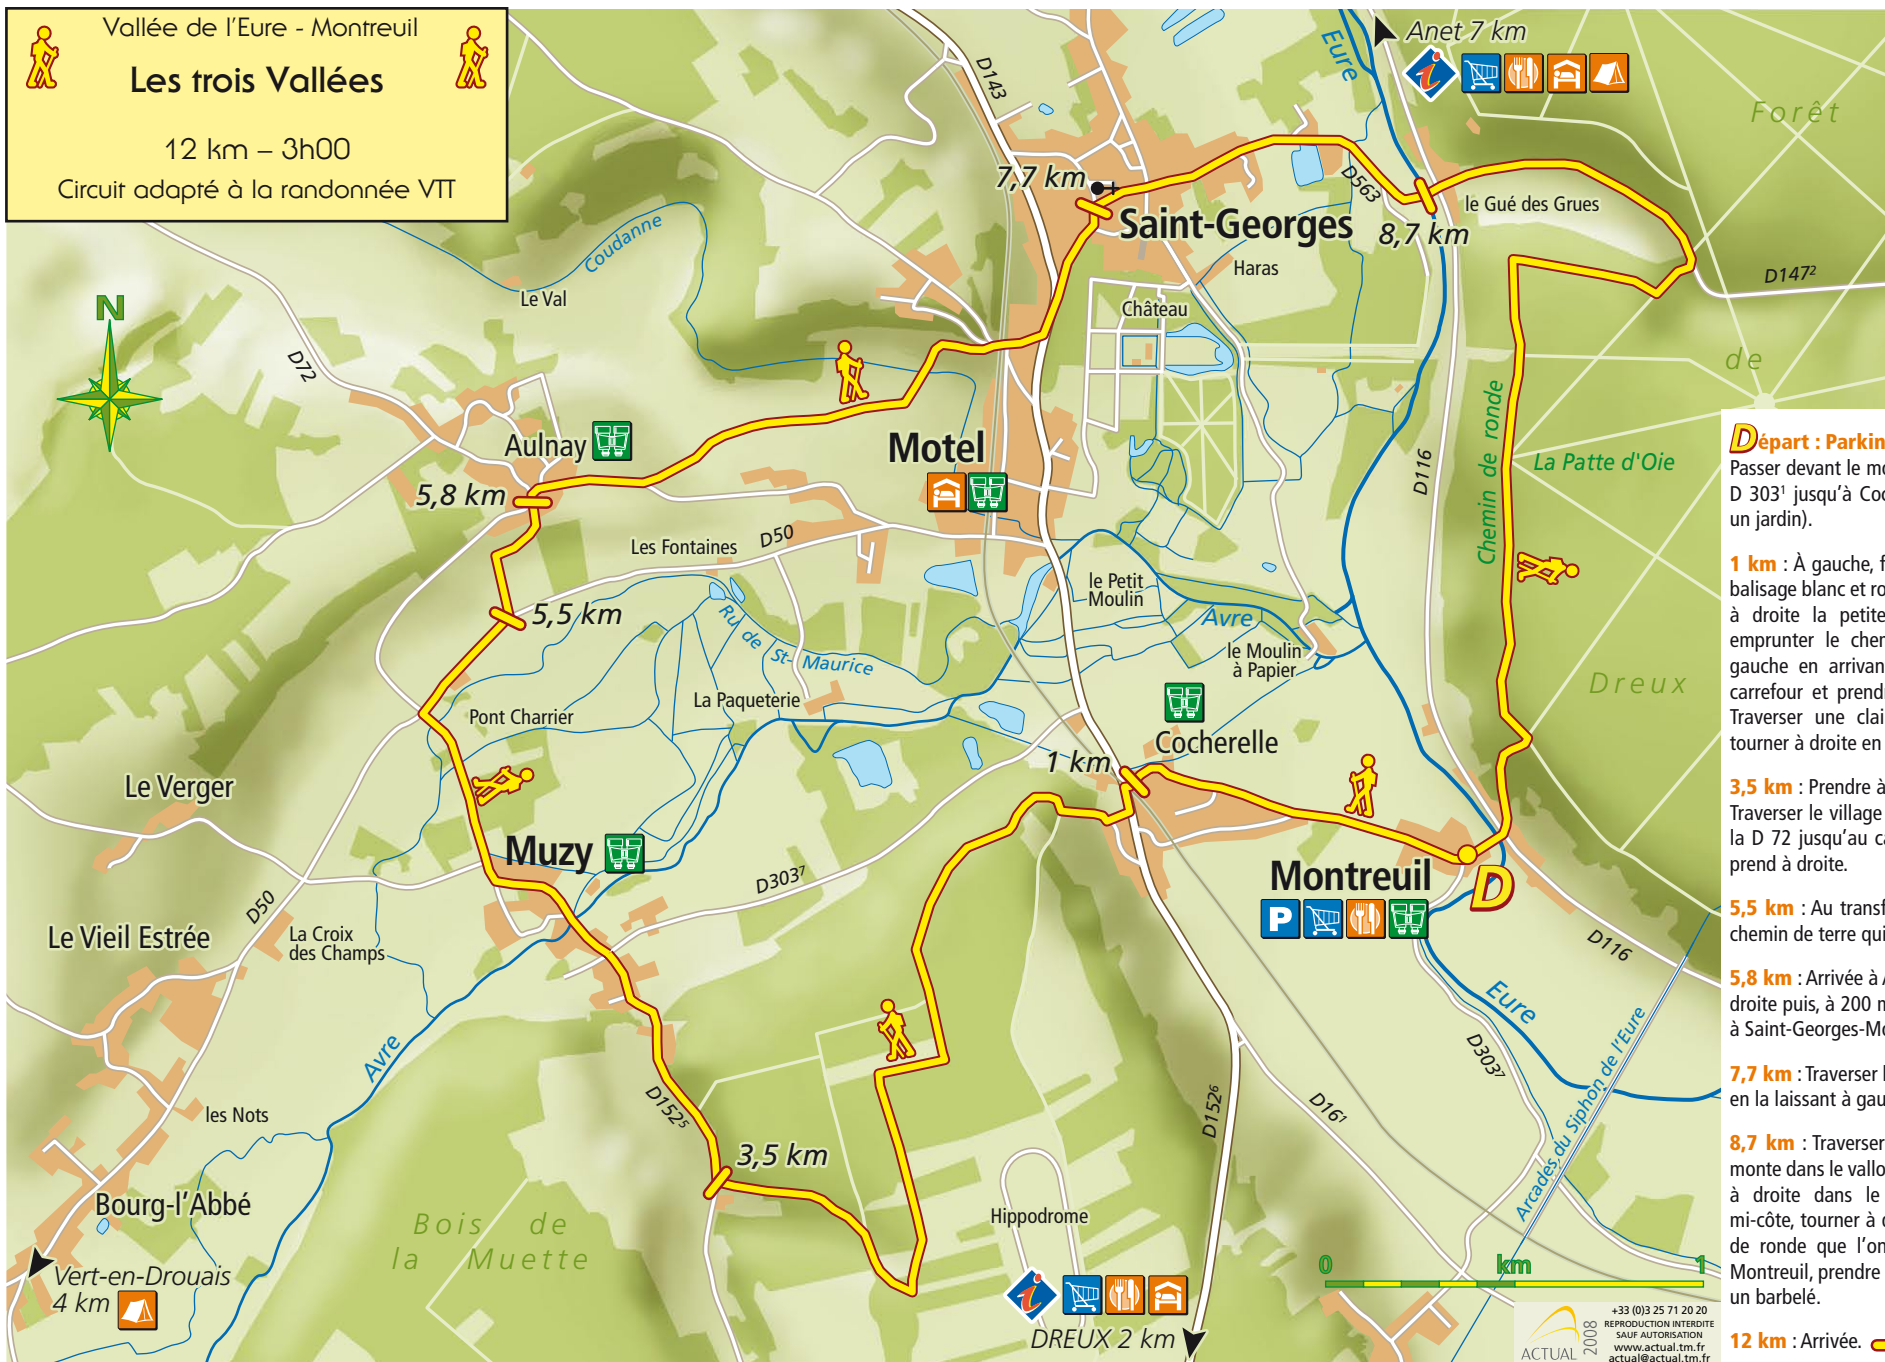 Vallée de l'Eure - Montreuil
Les trois Vallées
12 km – 3h00
Circuit adapté à la randonnée VTT
N
Anet 7 km
Eure
Forêt
D143
7,7 km
Saint-Georges
D563
8,7 km
le Gué des Grues
D147²
Coudanne
Le Val
Haras
Château
de
D72
Aulnay
Motel
5,8 km
Chemin de ronde
La Patte d'Oie
D116
Les Fontaines
D50
5,5 km
le Petit
Moulin
Avre
Ru de St-Maurice
le Moulin
à Papier
Dreux
La Paqueterie
Pont Charrier
Cocherelle
1 km
Le Verger
Muzy
D303⁷
Montreuil
P
D
D50
Le Vieil Estrée
La Croix
des Champs
D116
Eure
Avre
D303⁷
Arcades du Siphon de l'Eure
les Nots
D152⁵
D152⁶
D16¹
3,5 km
Bourg-l'Abbé
Bois de
la Muette
Hippodrome
Vert-en-Drouais
4 km
DREUX 2 km
0 km 1
ACTUAL 2008
+33 (0)3 25 71 20 20
REPRODUCTION INTERDITE
SAUF AUTORISATION
www.actual.tm.fr
actual@actual.tm.fr
Départ : Parkin
Passer devant le mo
D 303¹ jusqu'à Coc
un jardin).
1 km : À gauche, f
balisage blanc et ro
à droite la petite
emprunter le chem
gauche en arrivan
carrefour et prend
Traverser une clai
tourner à droite en
3,5 km : Prendre à
Traverser le village
la D 72 jusqu'au ca
prend à droite.
5,5 km : Au transf
chemin de terre qui
5,8 km : Arrivée à A
droite puis, à 200 m
à Saint-Georges-Mo
7,7 km : Traverser l
en la laissant à gau
8,7 km : Traverser
monte dans le vallo
à droite dans le
mi-côte, tourner à d
de ronde que l'on
Montreuil, prendre
un barbelé.
12 km : Arrivée.